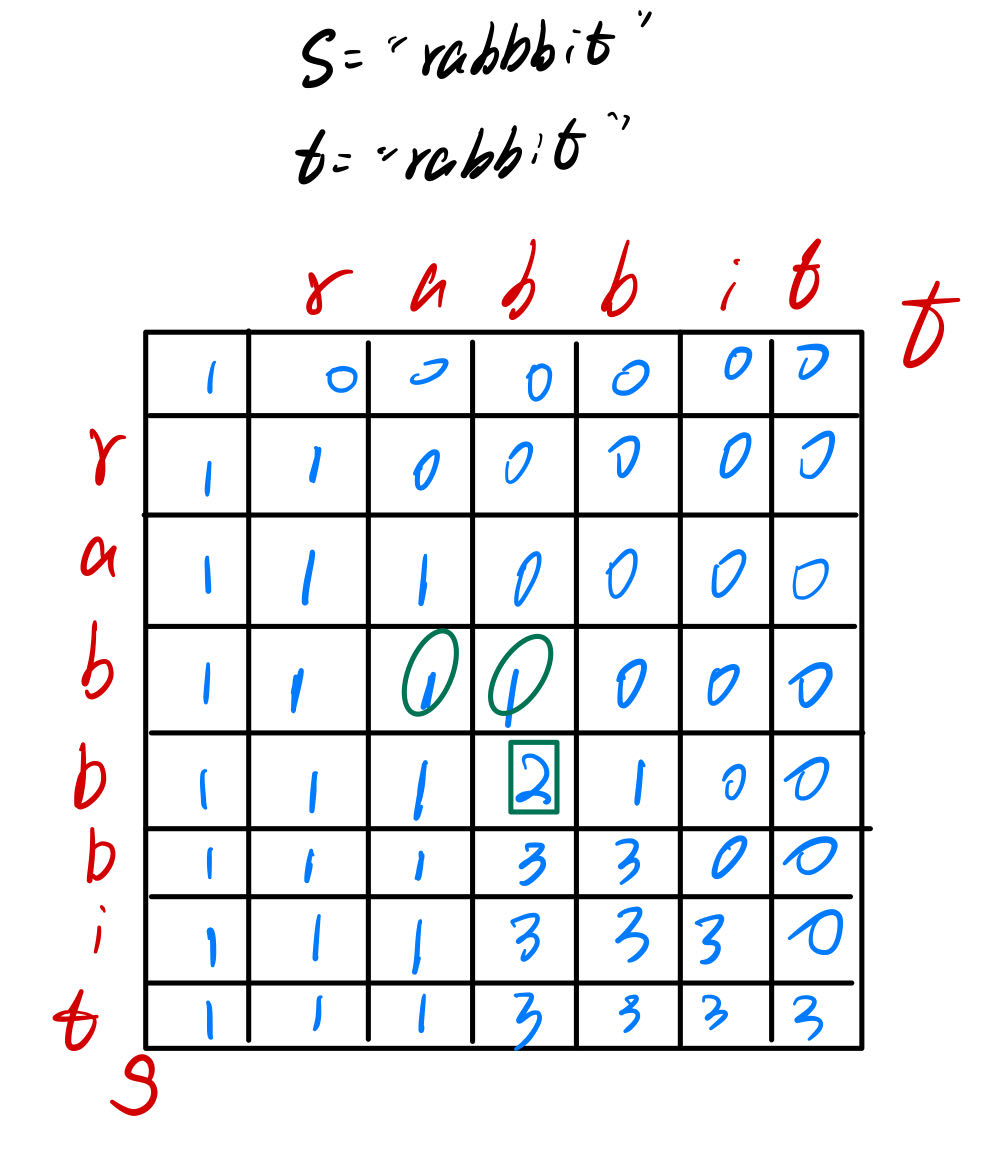 S= "rabbbit"
t= "rabbit"
r a b b i t t
1 0 0 0 0 0 0
r 1 1 0 0 0 0 0
a 1 1 1 0 0 0 0
b 1 1 1 1 0 0 0
b 1 1 1 2 1 0 0
b 1 1 1 3 3 0 0
i 1 1 1 3 3 3 0
t 1 1 1 3 3 3 3
S